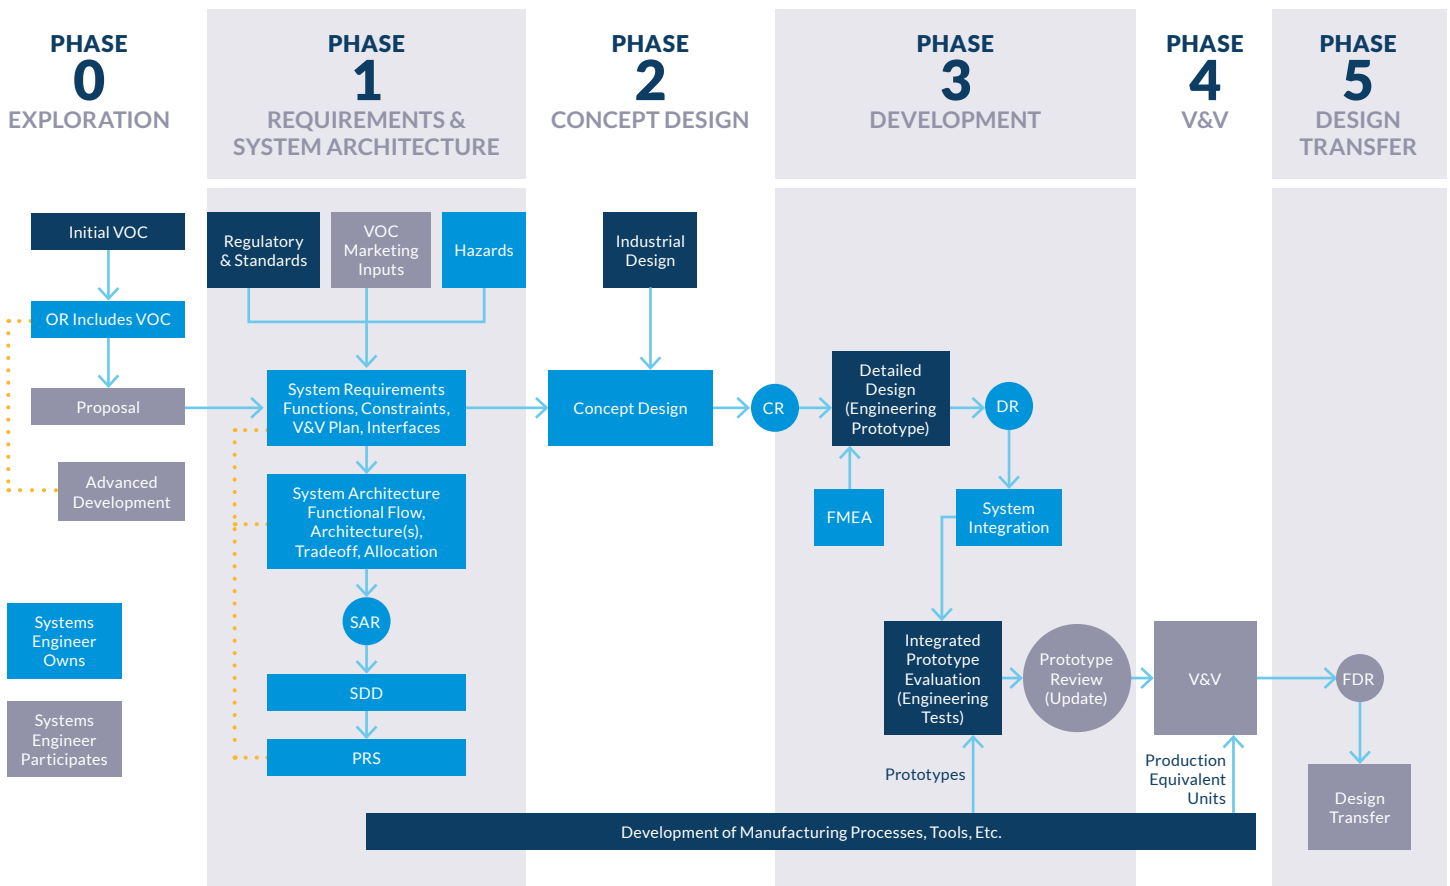 PHASE
0
EXPLORATION
PHASE
1
REQUIREMENTS &
SYSTEM ARCHITECTURE
PHASE
2
CONCEPT DESIGN
PHASE
3
DEVELOPMENT
PHASE
4
V&V
PHASE
5
DESIGN
TRANSFER
Initial VOC
OR Includes VOC
Proposal
Advanced
Development
Systems
Engineer
Owns
Systems
Engineer
Participates
Regulatory
& Standards
VOC
Marketing
Inputs
Hazards
System Requirements
Functions, Constraints,
V&V Plan, Interfaces
System Architecture
Functional Flow,
Architecture(s),
Tradeoff, Allocation
SAR
SDD
PRS
Industrial
Design
Concept Design
CR
Detailed
Design
(Engineering
Prototype)
DR
FMEA
System
Integration
Integrated
Prototype
Evaluation
(Engineering
Tests)
Prototype
Review
(Update)
V&V
FDR
Prototypes
Production
Equivalent
Units
Design
Transfer
Development of Manufacturing Processes, Tools, Etc.